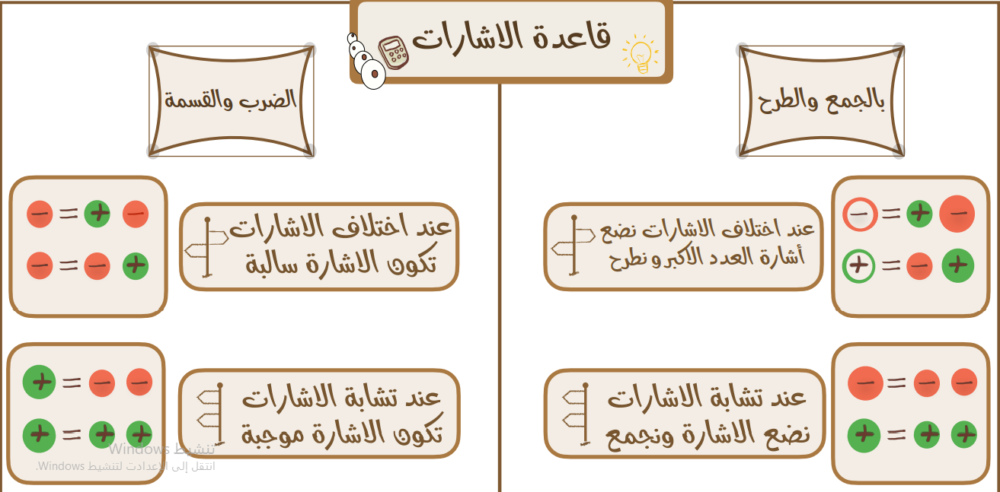 قاعدة الاشارات
بالجمع والطرح
- + = -
+ - = +
عند اختلاف الاشارات نضع
أشارة العدد الاكبر و نطرح
- - = -
+ + = +
عند تشابة الاشارات
نضع الاشارة ونجمع
الضرب والقسمة
عند اختلاف الاشارات
تكون الاشارة سالبة
- + = -
+ - = -
عند تشابة الاشارات
تكون الاشارة موجبة
- - = +
+ + = +
تنشيط Windows
انتقل إلى الإعدادات لتنشيط Windows.